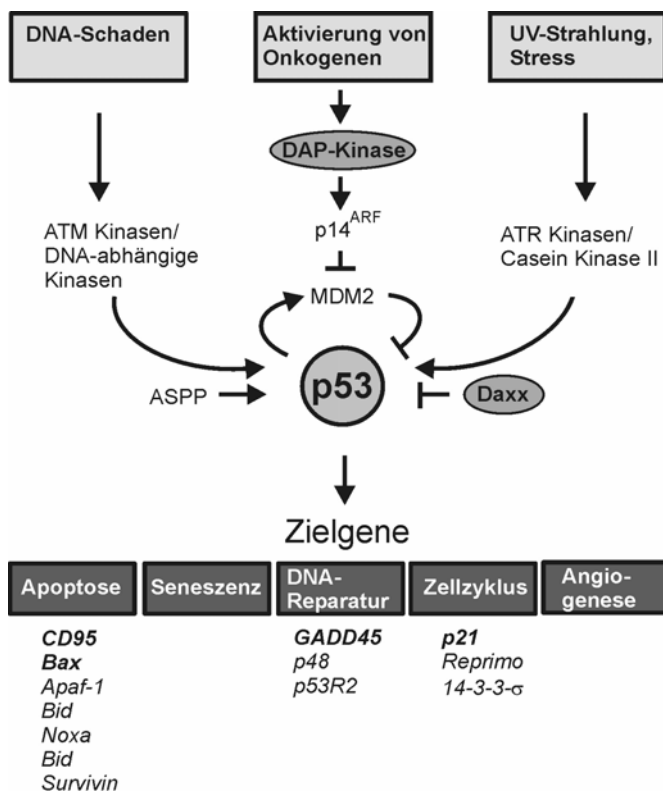 DNA-Schaden
Aktivierung von
Onkogenen
UV-Strahlung,
Stress
DAP-Kinase
p14ARF
ATM Kinasen/
DNA-abhängige
Kinasen
ATR Kinasen/
Casein Kinase II
MDM2
p53
ASPP
Daxx
Zielgene
Apoptose
Seneszenz
DNA-
Reparatur
Zellzyklus
Angio-
genese
CD95
Bax
Apaf-1
Bid
Noxa
Bid
Survivin
GADD45
p48
p53R2
p21
Reprimo
14-3-3-σ